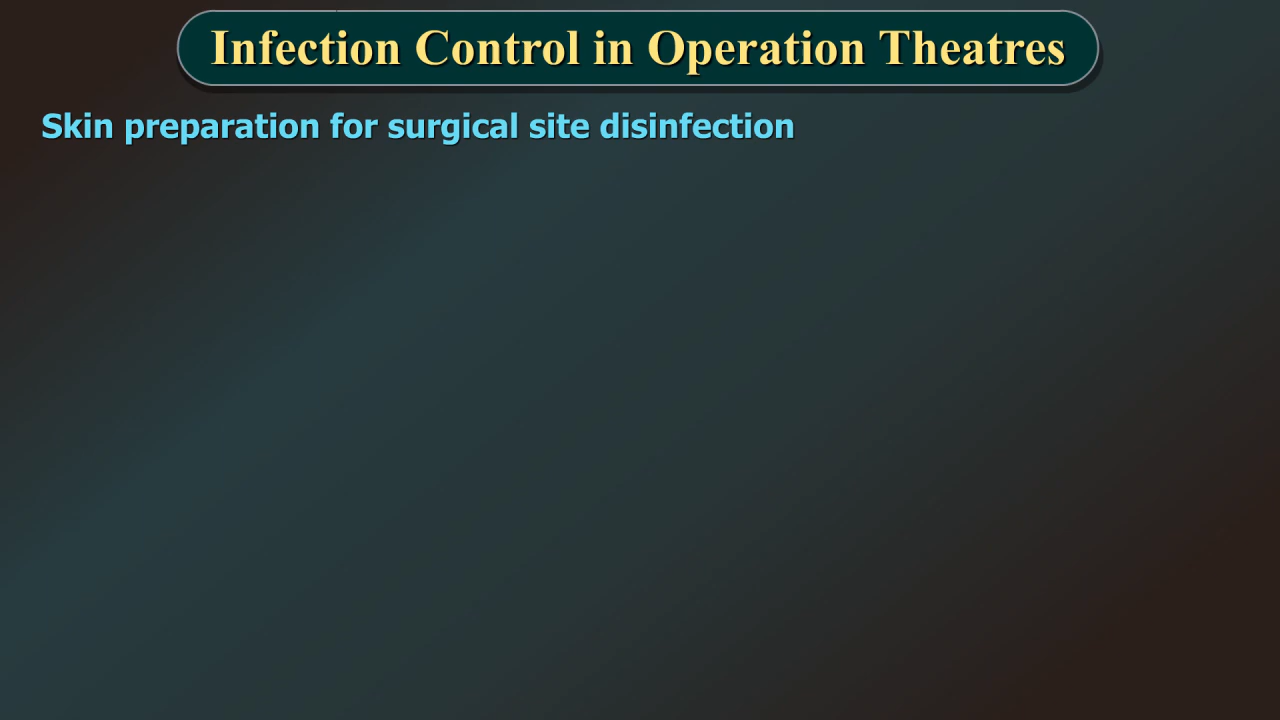 Infection Control in Operation Theatres
Skin preparation for surgical site disinfection